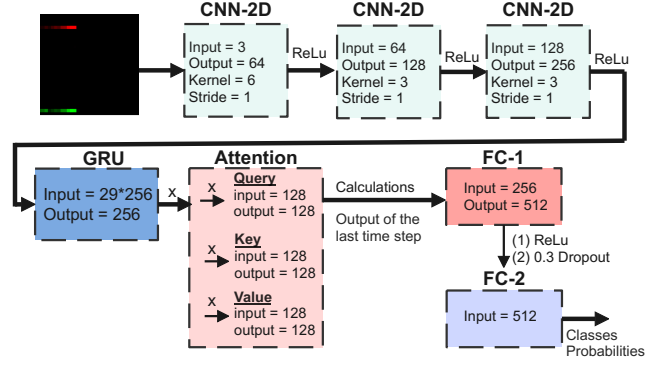 CNN-2D
Input = 3
Output = 64
Kernel = 6
Stride = 1
ReLu
CNN-2D
Input = 64
Output = 128
Kernel = 3
Stride = 1
ReLu
CNN-2D
Input = 128
Output = 256
Kernel = 3
Stride = 1
ReLu
GRU
Input = 29*256
Output = 256
x
Attention
x
Query
input = 128
output = 128
x
Key
input = 128
output = 128
x
Value
input = 128
output = 128
Calculations
Output of the
last time step
FC-1
Input = 256
Output = 512
(1) ReLu
(2) 0.3 Dropout
FC-2
Input = 512
Classes
Probabilities